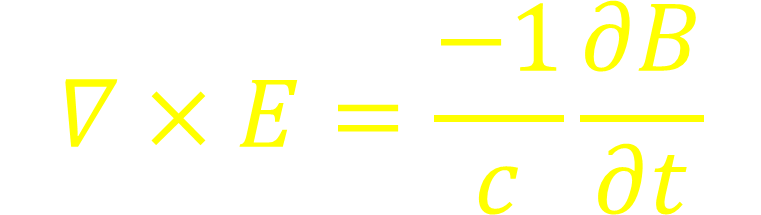 ∇ × E = −1/c ∂B/∂t